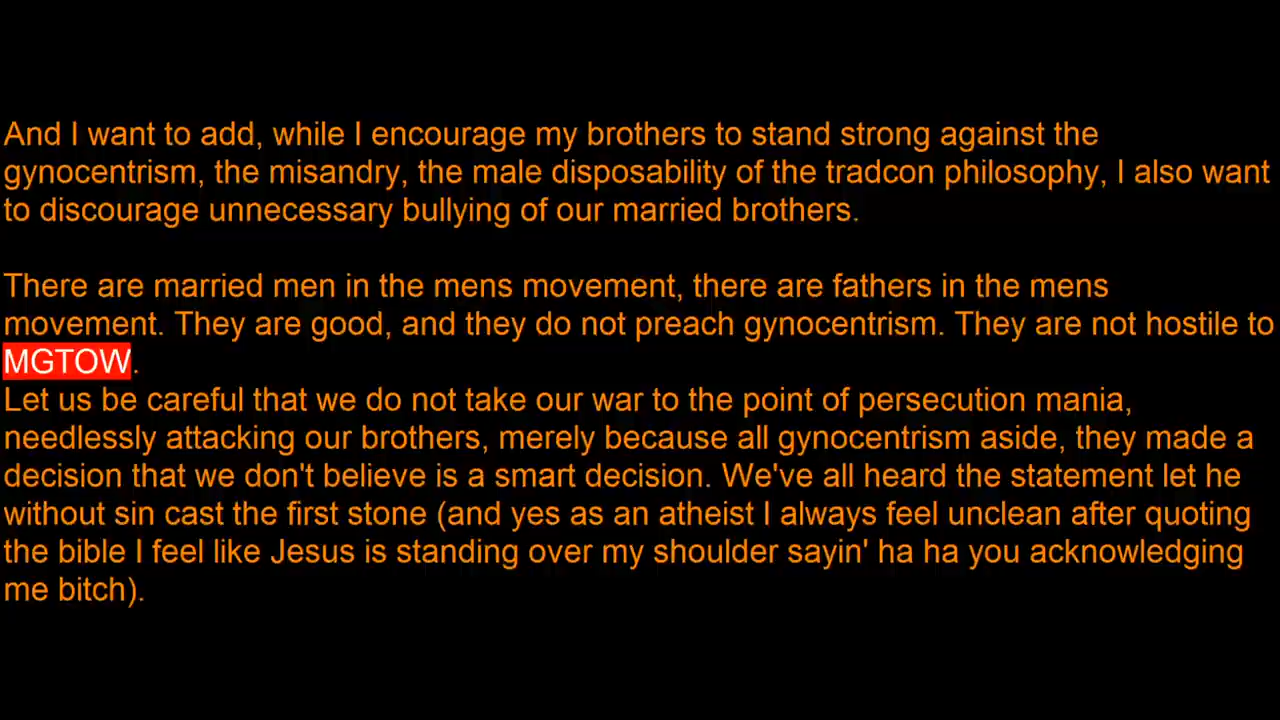 And I want to add, while I encourage my brothers to stand strong against the
gynocentrism, the misandry, the male disposability of the tradcon philosophy, I also want
to discourage unnecessary bullying of our married brothers.
There are married men in the mens movement, there are fathers in the mens
movement. They are good, and they do not preach gynocentrism. They are not hostile to
MGTOW.
Let us be careful that we do not take our war to the point of persecution mania,
needlessly attacking our brothers, merely because all gynocentrism aside, they made a
decision that we don't believe is a smart decision. We've all heard the statement let he
without sin cast the first stone (and yes as an atheist I always feel unclean after quoting
the bible I feel like Jesus is standing over my shoulder sayin' ha ha you acknowledging
me bitch).